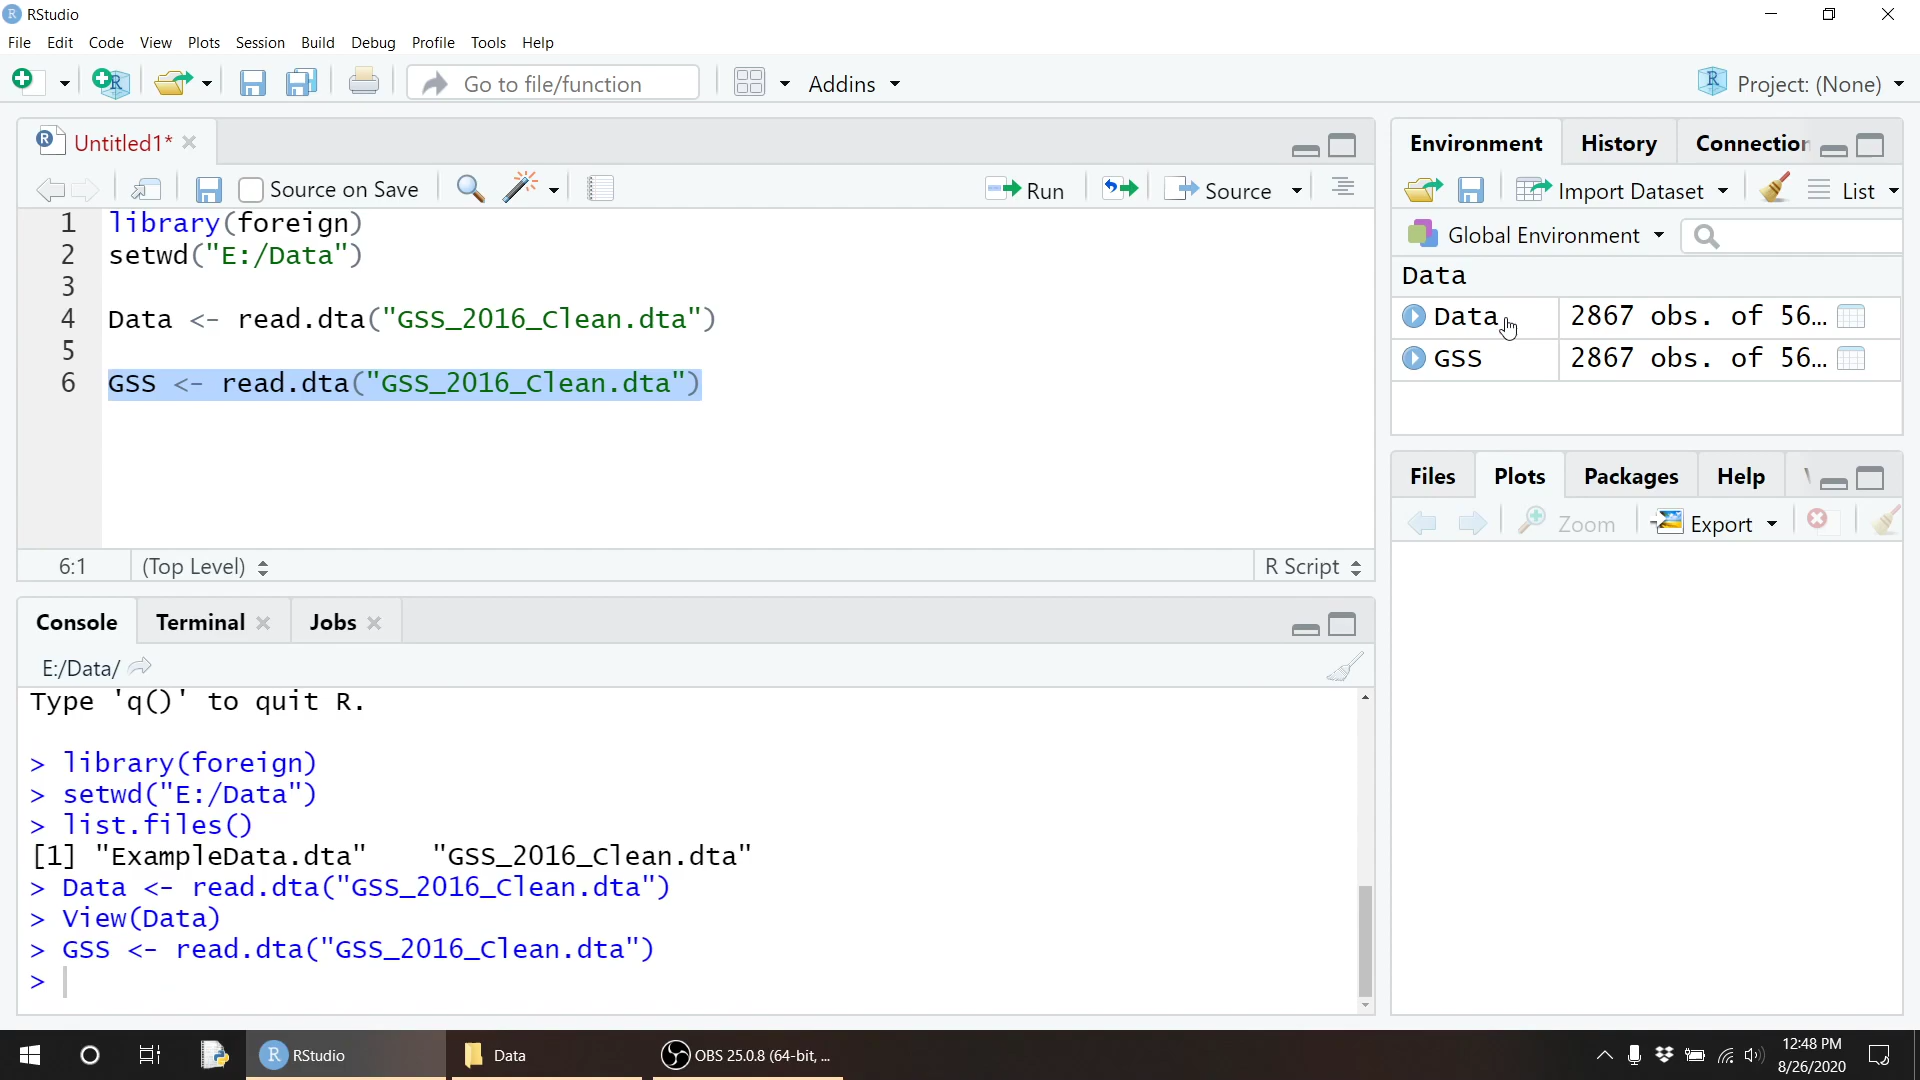 RStudio
File Edit Code View Plots Session Build Debug Profile Tools Help
Go to file/function Addins Project: (None)
Untitled1*
Source on Save Run Source
1 library(foreign)
2 setwd("E:/Data")
3
4 Data <- read.dta("GSS_2016_Clean.dta")
5
6 GSS <- read.dta("GSS_2016_Clean.dta")
6:1 (Top Level) R Script
Console Terminal Jobs
E:/Data/
Type 'q()' to quit R.
> library(foreign)
> setwd("E:/Data")
> list.files()
[1] "ExampleData.dta" "GSS_2016_Clean.dta"
> Data <- read.dta("GSS_2016_Clean.dta")
> View(Data)
> GSS <- read.dta("GSS_2016_Clean.dta")
>
Environment History Connection
Import Dataset List
Global Environment
Data
Data 2867 obs. of 56...
GSS 2867 obs. of 56...
Files Plots Packages Help
Zoom Export
RStudio Data OBS 25.0.8 (64-bit, ...
12:48 PM
8/26/2020